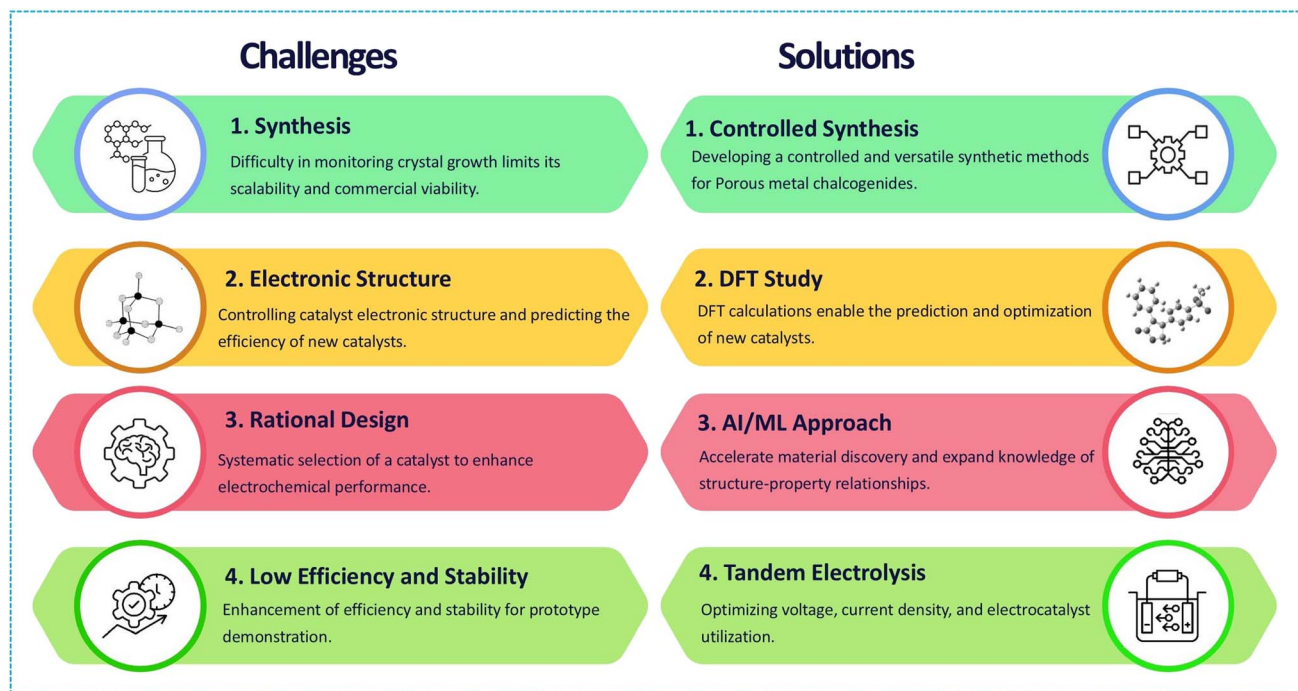 Challenges
1. Synthesis
Difficulty in monitoring crystal growth limits its
scalability and commercial viability.
2. Electronic Structure
Controlling catalyst electronic structure and predicting the
efficiency of new catalysts.
3. Rational Design
Systematic selection of a catalyst to enhance
electrochemical performance.
4. Low Efficiency and Stability
Enhancement of efficiency and stability for prototype
demonstration.
Solutions
1. Controlled Synthesis
Developing a controlled and versatile synthetic methods
for Porous metal chalcogenides.
2. DFT Study
DFT calculations enable the prediction and optimization
of new catalysts.
3. AI/ML Approach
Accelerate material discovery and expand knowledge of
structure-property relationships.
4. Tandem Electrolysis
Optimizing voltage, current density, and electrocatalyst
utilization.